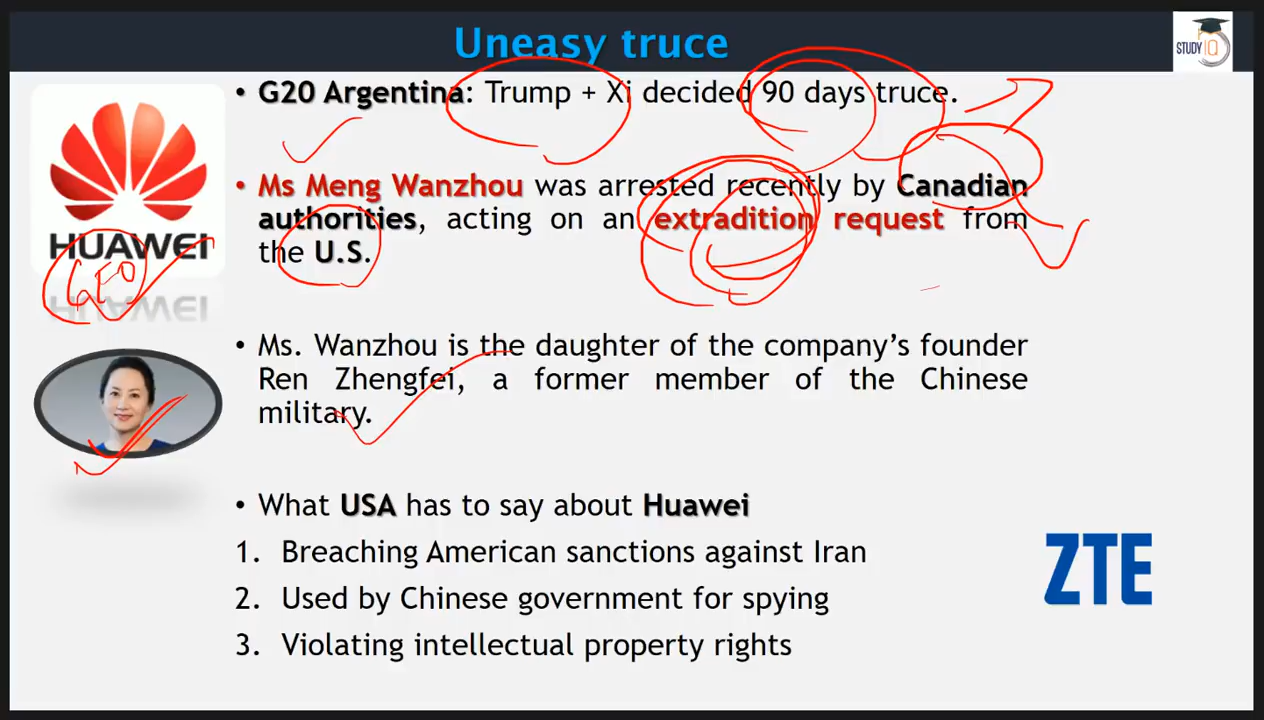 Uneasy truce
STUDY IQ
• G20 Argentina: Trump + Xi decided 90 days truce.
HUAWEI
• Ms Meng Wanzhou was arrested recently by Canadian
authorities, acting on an extradition request from
the U.S.
• Ms. Wanzhou is the daughter of the company's founder
Ren Zhengfei, a former member of the Chinese
military.
• What USA has to say about Huawei
1. Breaching American sanctions against Iran
2. Used by Chinese government for spying
3. Violating intellectual property rights
ZTE